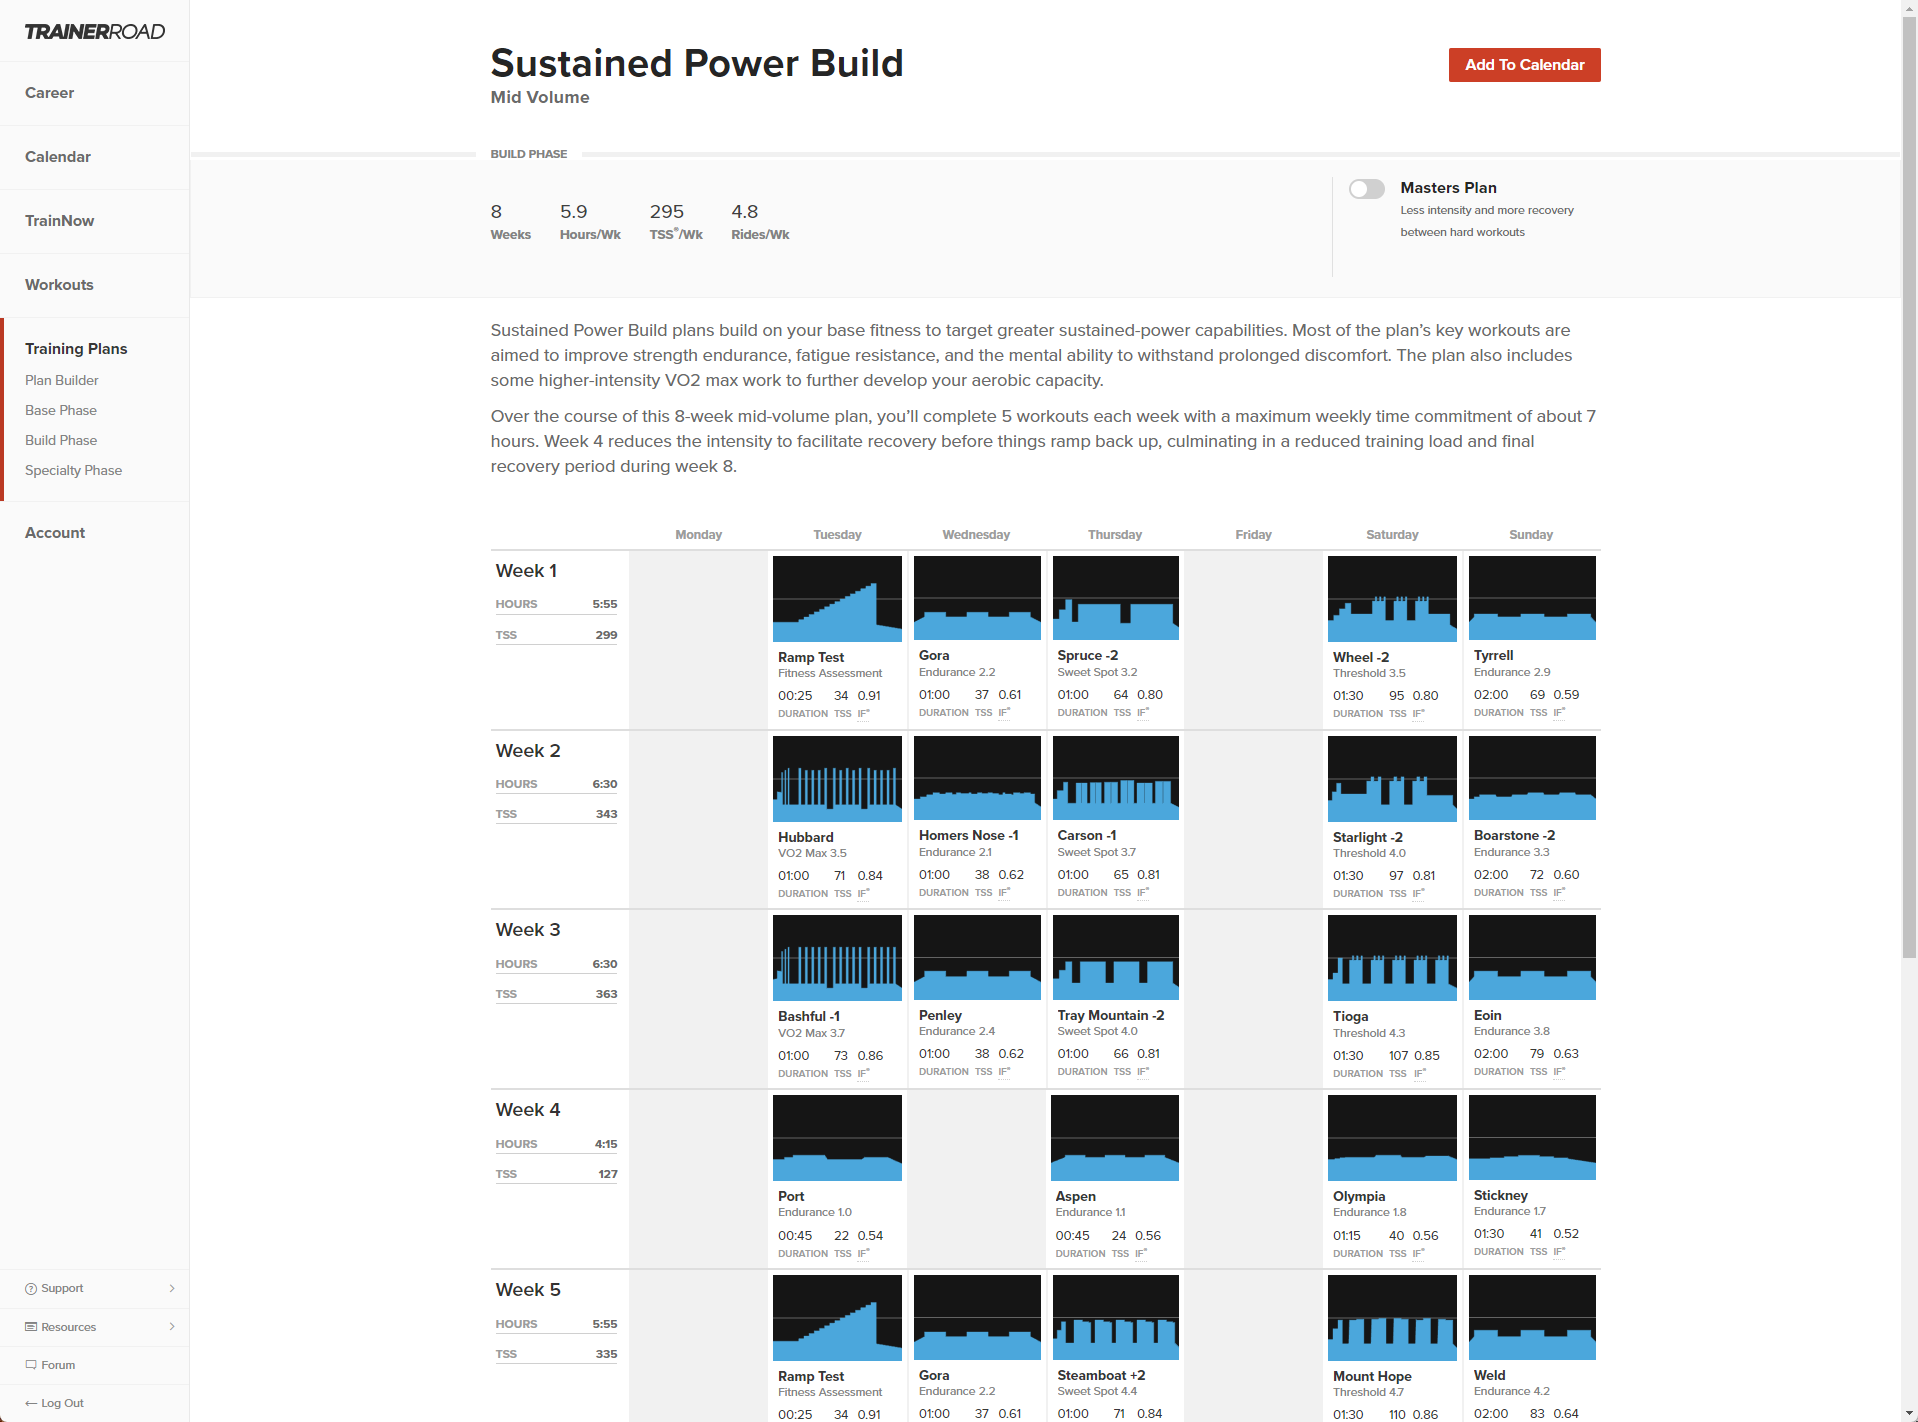 TRAINERROAD
Career
Calendar
TrainNow
Workouts
Training Plans
Plan Builder
Base Phase
Build Phase
Specialty Phase
Account
Support
Resources
Forum
Log Out
Sustained Power Build
Mid Volume
Add To Calendar
BUILD PHASE
8 5.9 295 4.8
Weeks Hours/Wk TSS®/Wk Rides/Wk
Masters Plan
Less intensity and more recovery
between hard workouts
Sustained Power Build plans build on your base fitness to target greater sustained-power capabilities. Most of the plan’s key workouts are
aimed to improve strength endurance, fatigue resistance, and the mental ability to withstand prolonged discomfort. The plan also includes
some higher-intensity VO2 max work to further develop your aerobic capacity.
Over the course of this 8-week mid-volume plan, you’ll complete 5 workouts each week with a maximum weekly time commitment of about 7
hours. Week 4 reduces the intensity to facilitate recovery before things ramp back up, culminating in a reduced training load and final
recovery period during week 8.
Monday Tuesday Wednesday Thursday Friday Saturday Sunday
Week 1
HOURS 5:55
TSS 299
Ramp Test Gora Spruce -2 Wheel -2 Tyrrell
Fitness Assessment Endurance 2.2 Sweet Spot 3.2 Threshold 3.5 Endurance 2.9
00:25 34 0.91 01:00 37 0.61 01:00 64 0.80 01:30 95 0.80 02:00 69 0.59
DURATION TSS IF® DURATION TSS IF® DURATION TSS IF® DURATION TSS IF® DURATION TSS IF®
Week 2
HOURS 6:30
TSS 343
Hubbard Homers Nose -1 Carson -1 Starlight -2 Boarstone -2
VO2 Max 3.5 Endurance 2.1 Sweet Spot 3.7 Threshold 4.0 Endurance 3.3
01:00 71 0.84 01:00 38 0.62 01:00 65 0.81 01:30 97 0.81 02:00 72 0.60
DURATION TSS IF® DURATION TSS IF® DURATION TSS IF® DURATION TSS IF® DURATION TSS IF®
Week 3
HOURS 6:30
TSS 363
Bashful -1 Penley Tray Mountain -2 Tioga Eoin
VO2 Max 3.7 Endurance 2.4 Sweet Spot 4.0 Threshold 4.3 Endurance 3.8
01:00 73 0.86 01:00 38 0.62 01:00 66 0.81 01:30 107 0.85 02:00 79 0.63
DURATION TSS IF® DURATION TSS IF® DURATION TSS IF® DURATION TSS IF® DURATION TSS IF®
Week 4
HOURS 4:15
TSS 127
Port Aspen Olympia Stickney
Endurance 1.0 Endurance 1.1 Endurance 1.8 Endurance 1.7
00:45 22 0.54 00:45 24 0.56 01:15 40 0.56 01:30 41 0.52
DURATION TSS IF® DURATION TSS IF® DURATION TSS IF® DURATION TSS IF®
Week 5
HOURS 5:55
TSS 335
Ramp Test Gora Steamboat +2 Mount Hope Weld
Fitness Assessment Endurance 2.2 Sweet Spot 4.4 Threshold 4.7 Endurance 4.2
00:25 34 0.91 01:00 37 0.61 01:00 71 0.84 01:30 110 0.86 02:00 83 0.64